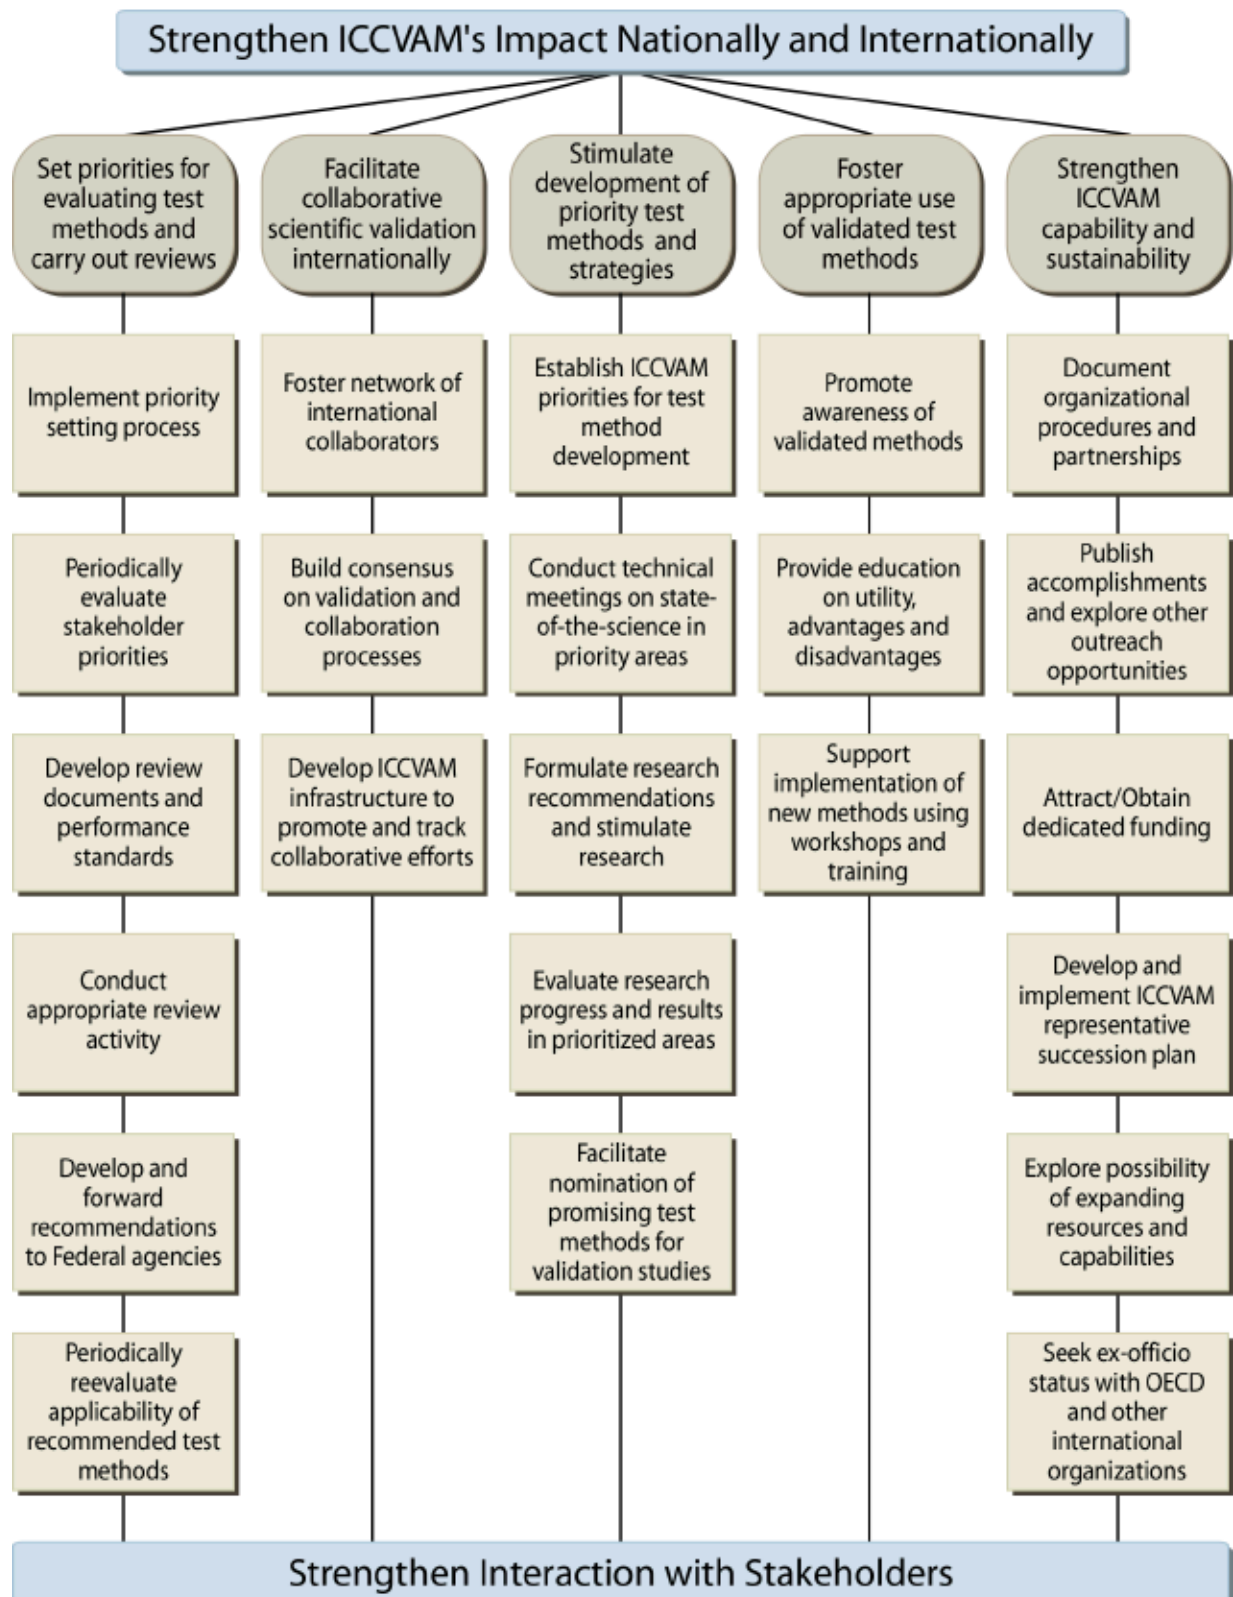 Strengthen ICCVAM's Impact Nationally and Internationally
Set priorities for
evaluating test
methods and
carry out reviews
Facilitate
collaborative
scientific validation
internationally
Stimulate
development of
priority test
methods and
strategies
Foster
appropriate use
of validated test
methods
Strengthen
ICCVAM
capability and
sustainability
Implement priority
setting process
Foster network of
international
collaborators
Establish ICCVAM
priorities for test
method
development
Promote
awareness of
validated methods
Document
organizational
procedures and
partnerships
Periodically
evaluate
stakeholder
priorities
Build consensus
on validation and
collaboration
processes
Conduct technical
meetings on state-
of-the-science in
priority areas
Provide education
on utility,
advantages and
disadvantages
Publish
accomplishments
and explore other
outreach
opportunities
Develop review
documents and
performance
standards
Develop ICCVAM
infrastructure to
promote and track
collaborative efforts
Formulate research
recommendations
and stimulate
research
Support
implementation of
new methods using
workshops and
training
Attract/Obtain
dedicated funding
Conduct
appropriate review
activity
Evaluate research
progress and results
in prioritized areas
Develop and
implement ICCVAM
representative
succession plan
Develop and
forward
recommendations
to Federal agencies
Facilitate
nomination of
promising test
methods for
validation studies
Explore possibility
of expanding
resources and
capabilities
Periodically
reevaluate
applicability of
recommended test
methods
Seek ex-officio
status with OECD
and other
international
organizations
Strengthen Interaction with Stakeholders